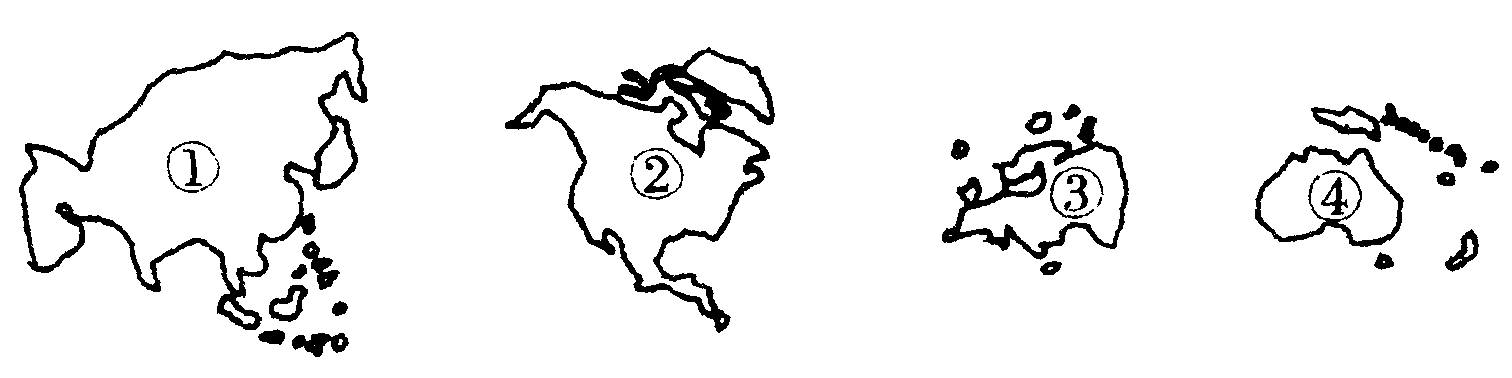 ① ② ③ ④